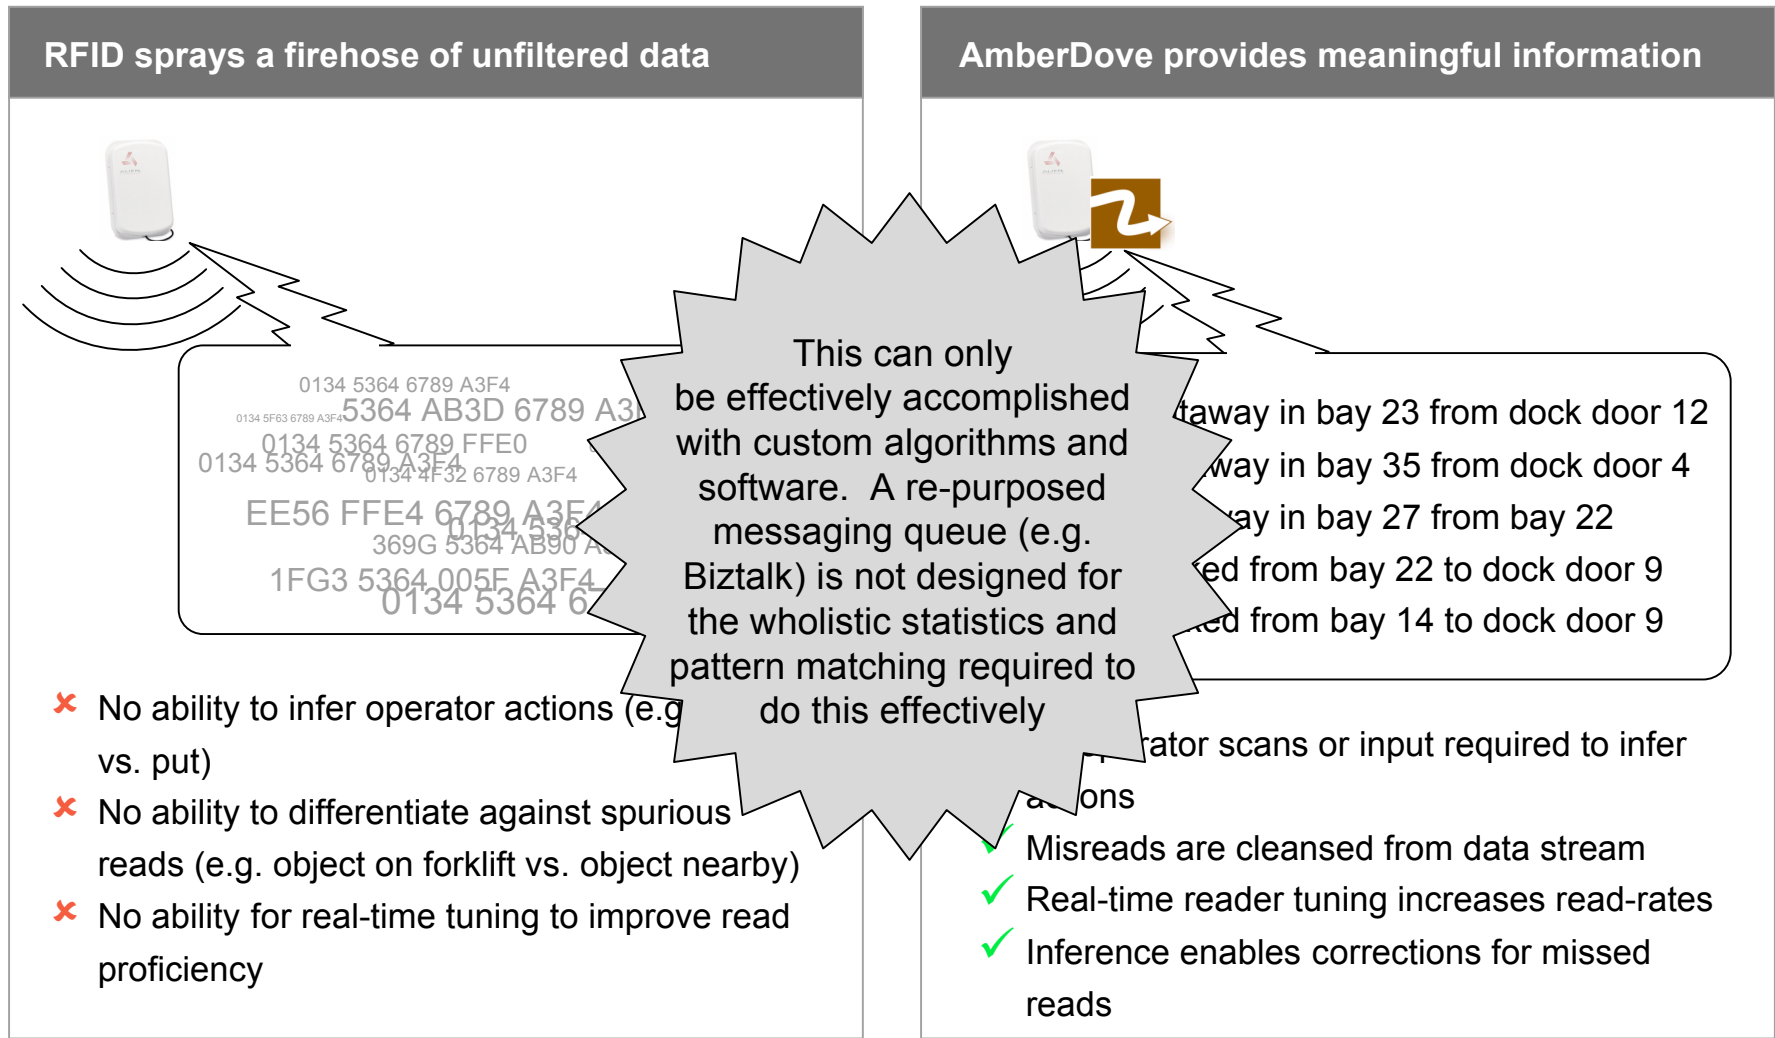 RFID sprays a firehose of unfiltered data
0134 5364 6789 A3F4
0134 5F63 6789 A3F4
5364 AB3D 6789
0134 5364 6789 FFE0
0134 5364 6789 A3F4
0134 4F32 6789 A3F4
EE56 FFE4 6789 A3F4
0134
369G 5364 AB90
1FG3 5364 005F A3F4
0134 5364
No ability to infer operator actions (e.g
vs. put)
No ability to differentiate against spurious
reads (e.g. object on forklift vs. object nearby)
No ability for real-time tuning to improve read
proficiency
This can only
be effectively accomplished
with custom algorithms and
software. A re-purposed
messaging queue (e.g.
Biztalk) is not designed for
the wholistic statistics and
pattern matching required to
do this effectively
AmberDove provides meaningful information
in bay 23 from dock door 12
in bay 35 from dock door 4
in bay 27 from bay 22
from bay 22 to dock door 9
from bay 14 to dock door 9
scans or input required to infer
Misreads are cleansed from data stream
Real-time reader tuning increases read-rates
Inference enables corrections for missed
reads